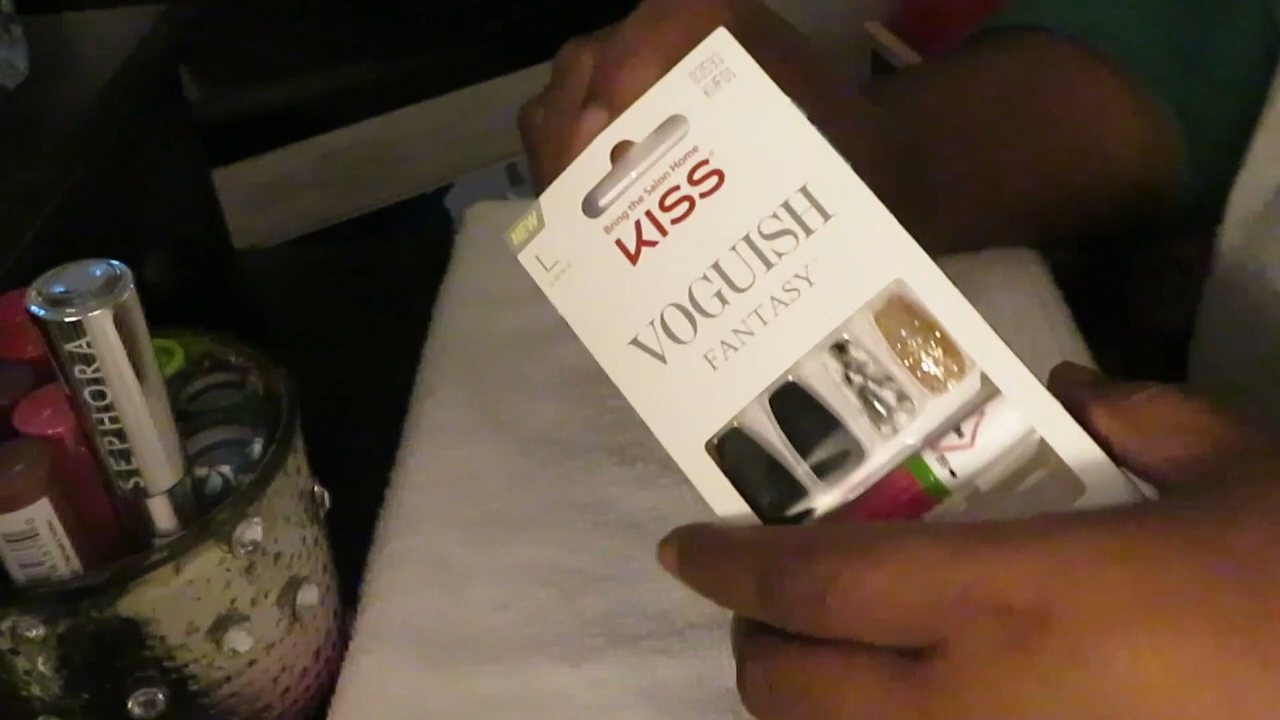 NEW
L
Bring the Salon Home
KISS
VOGUISH
FANTASY
SEPHORA